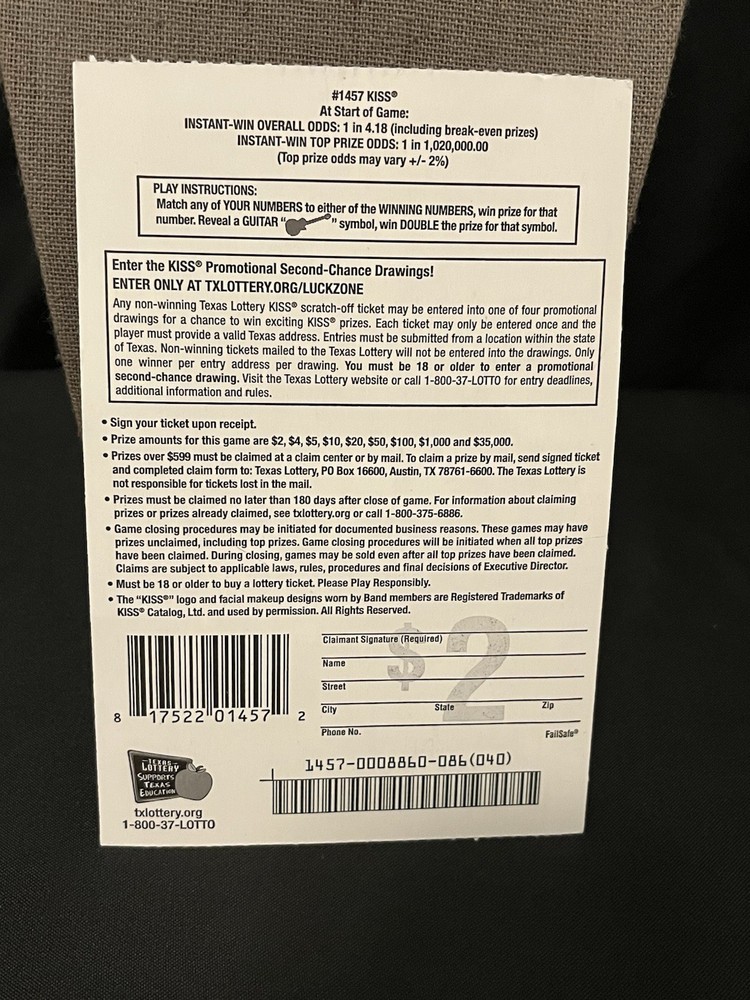 #1457 KISS®
At Start of Game:
INSTANT-WIN OVERALL ODDS: 1 in 4.18 (including break-even prizes)
INSTANT-WIN TOP PRIZE ODDS: 1 in 1,020,000.00
(Top prize odds may vary +/- 2%)
PLAY INSTRUCTIONS:
Match any of YOUR NUMBERS to either of the WINNING NUMBERS, win prize for that
number. Reveal a GUITAR “ ” symbol, win DOUBLE the prize for that symbol.
Enter the KISS® Promotional Second-Chance Drawings!
ENTER ONLY AT TXLOTTERY.ORG/LUCKZONE
Any non-winning Texas Lottery KISS® scratch-off ticket may be entered into one of four promotional
drawings for a chance to win exciting KISS® prizes. Each ticket may only be entered once and the
player must provide a valid Texas address. Entries must be submitted from a location within the state
of Texas. Non-winning tickets mailed to the Texas Lottery will not be entered into the drawings. Only
one winner per entry address per drawing. You must be 18 or older to enter a promotional
second-chance drawing. Visit the Texas Lottery website or call 1-800-37-LOTTO for entry deadlines,
additional information and rules.
• Sign your ticket upon receipt.
• Prize amounts for this game are $2, $4, $5, $10, $20, $50, $100, $1,000 and $35,000.
• Prizes over $599 must be claimed at a claim center or by mail. To claim a prize by mail, send signed ticket
and completed claim form to: Texas Lottery, PO Box 16600, Austin, TX 78761-6600. The Texas Lottery is
not responsible for tickets lost in the mail.
• Prizes must be claimed no later than 180 days after close of game. For information about claiming
prizes or prizes already claimed, see txlottery.org or call 1-800-375-6886.
• Game closing procedures may be initiated for documented business reasons. These games may have
prizes unclaimed, including top prizes. Game closing procedures will be initiated when all top prizes
have been claimed. During closing, games may be sold even after all top prizes have been claimed.
Claims are subject to applicable laws, rules, procedures and final decisions of Executive Director.
• Must be 18 or older to buy a lottery ticket. Please Play Responsibly.
• The "KISS®" logo and facial makeup designs worn by Band members are Registered Trademarks of
KISS® Catalog, Ltd. and used by permission. All Rights Reserved.
8 17522 01457 2
$2
Claimant Signature (Required)
Name
Street
City State Zip
Phone No. FailSafe®
TEXAS
LOTTERY
SUPPORTS
TEXAS
EDUCATION
txlottery.org
1-800-37-LOTTO
1457-0008860-086(040)